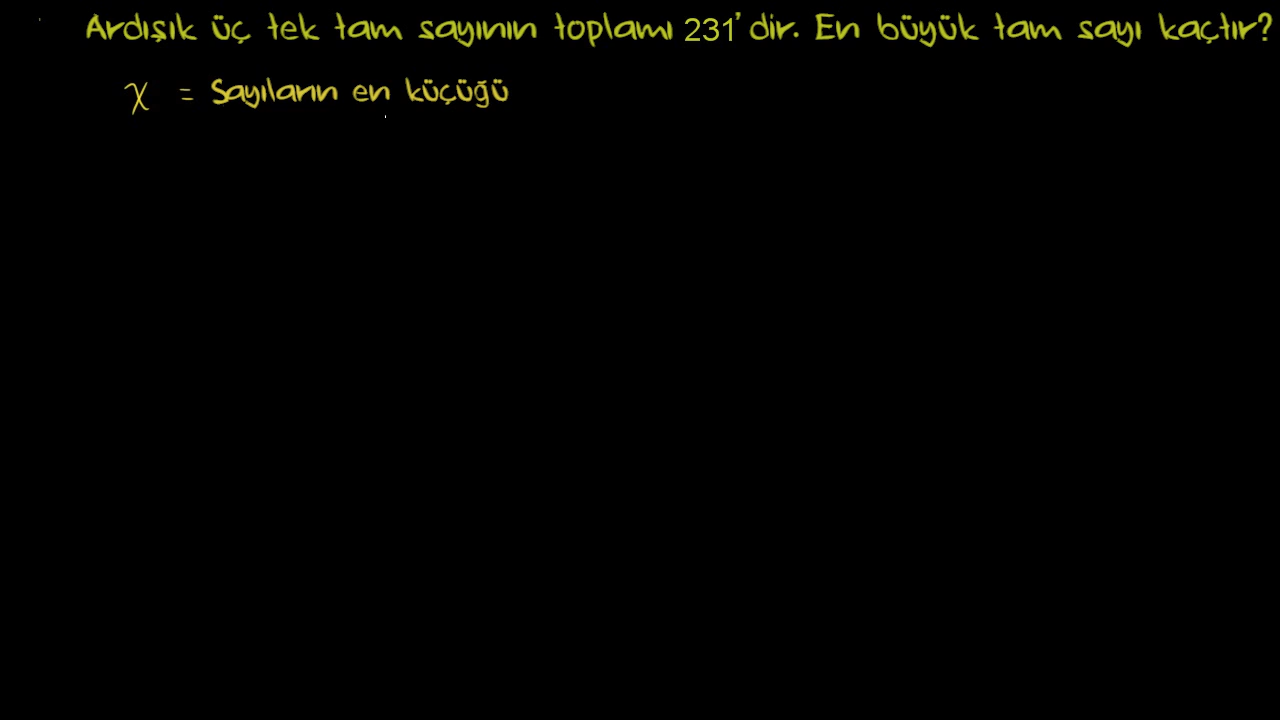 Ardışık üç tek tam sayının toplamı 231'dir. En büyük tam sayı kaçtır?
x = Sayıların en küçüğü